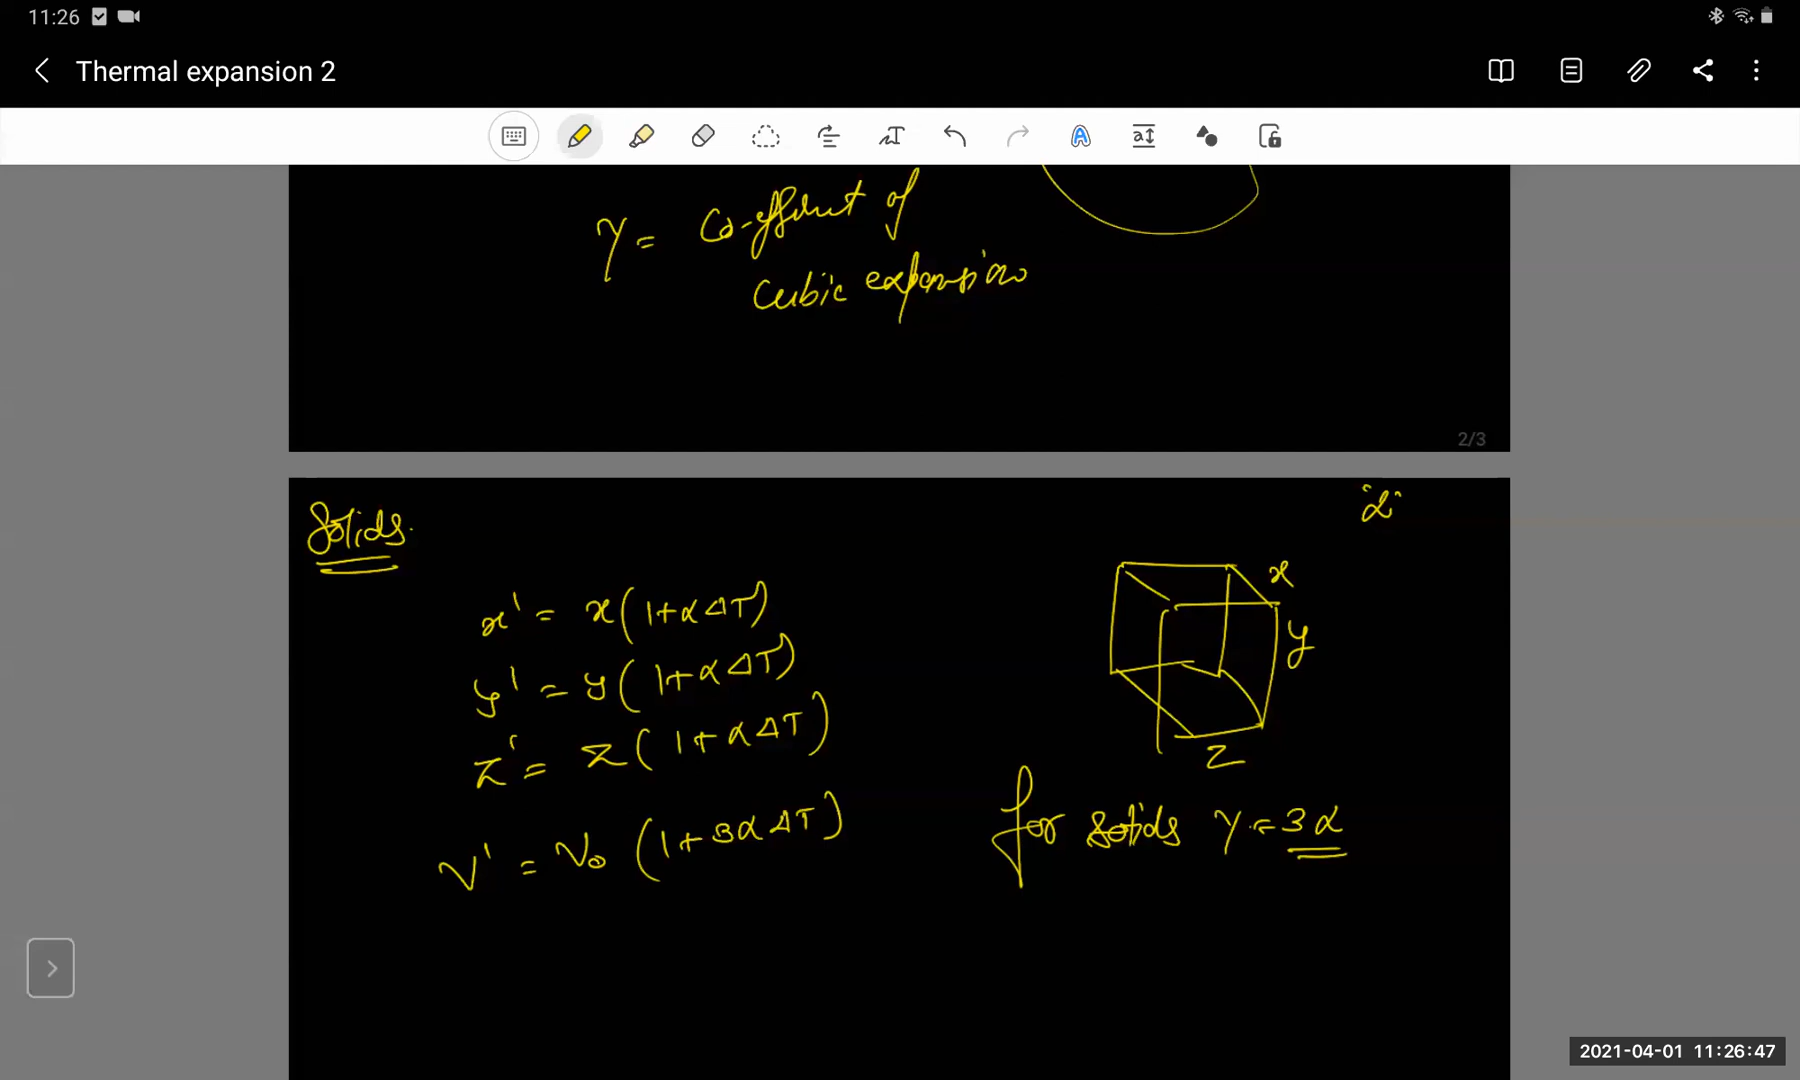 11:26
Thermal expansion 2
γ = Co-efficient of
cubic expansion
2/3
Solids.
"α"
x' = x(1+αΔT)
x
y' = y(1+αΔT)
y
z' = z(1+αΔT)
z
V' = V₀ (1+3αΔT)
for solids γ = 3α
2021-04-01 11:26:47